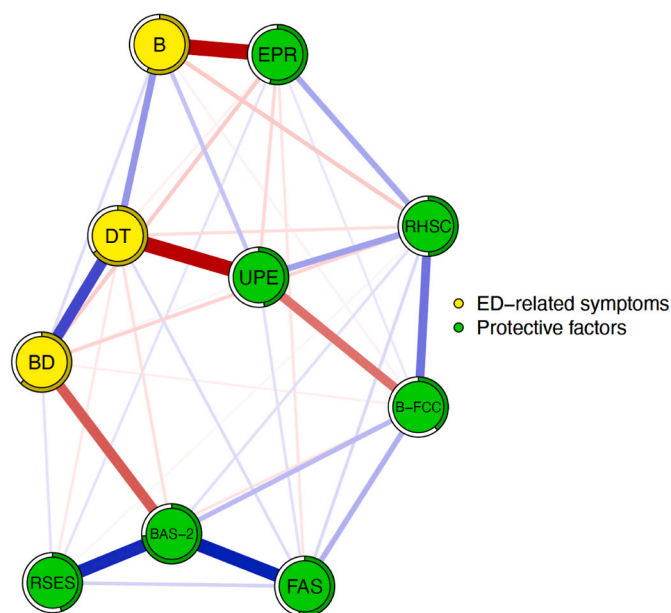 B
EPR
DT
RHSC
UPE
ED-related symptoms
Protective factors
BD
B-FCC
BAS-2
RSES
FAS